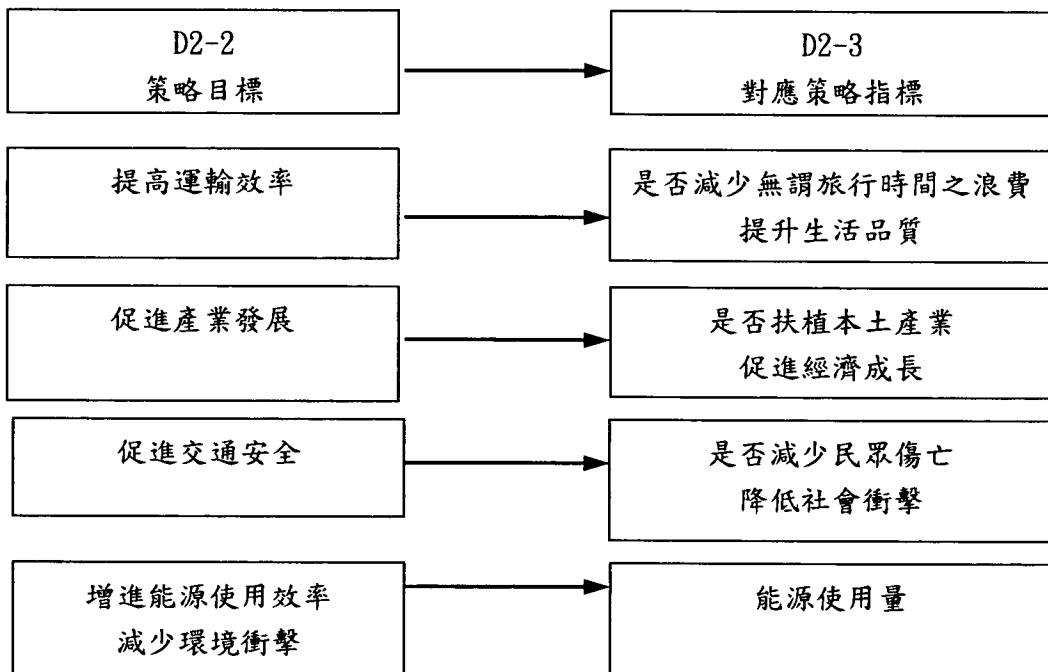 D2-2
策略目標
D2-3
對應策略指標
提高運輸效率
是否減少無謂旅行時間之浪費
提升生活品質
促進產業發展
是否扶植本土產業
促進經濟成長
促進交通安全
是否減少民眾傷亡
降低社會衝擊
增進能源使用效率
減少環境衝擊
能源使用量